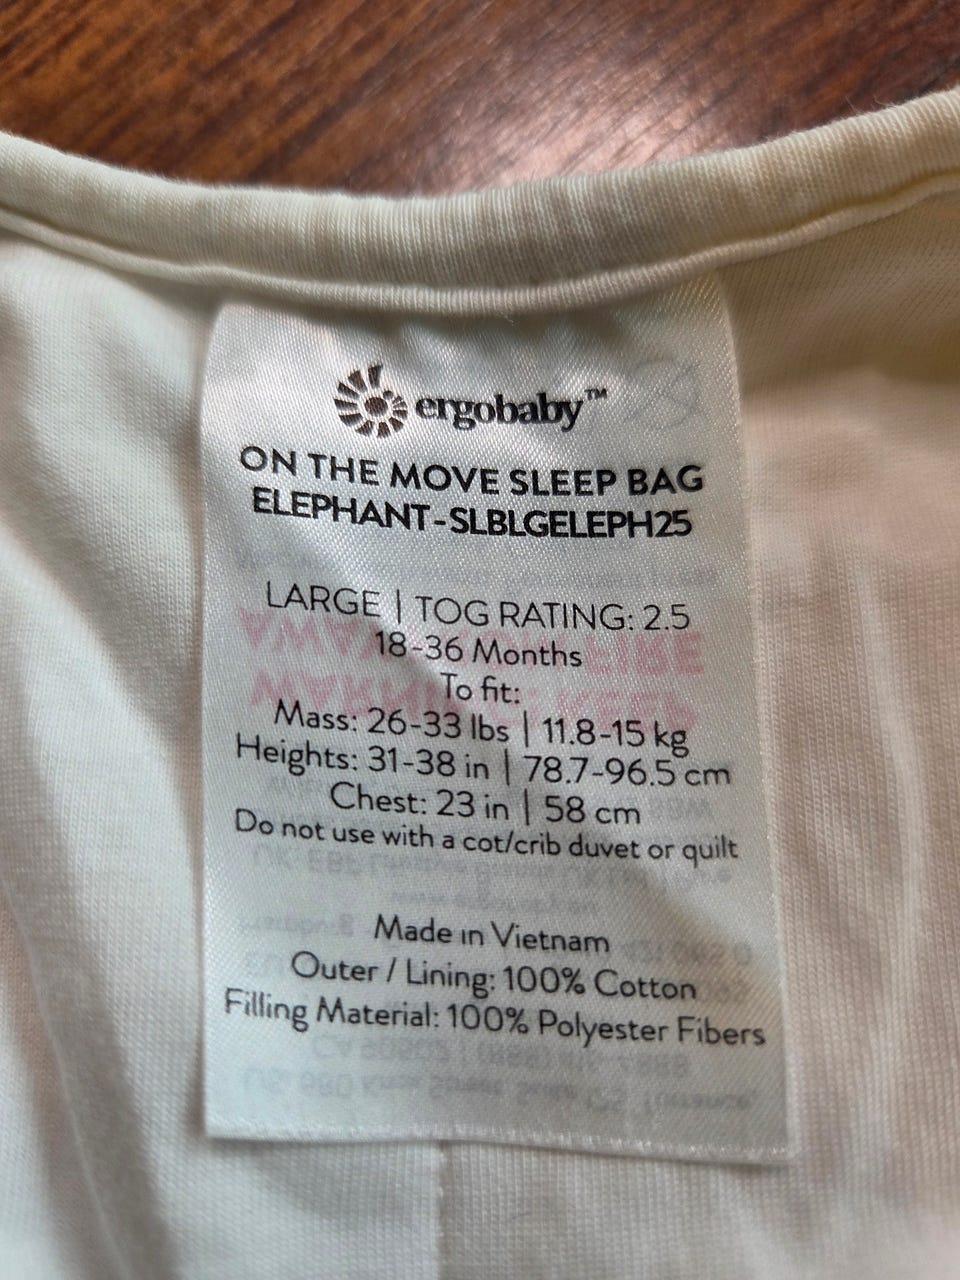 ergobaby™
ON THE MOVE SLEEP BAG
ELEPHANT-SLBLGELEPH25
LARGE | TOG RATING: 2.5
18-36 Months
To fit:
Mass: 26-33 lbs | 11.8-15 kg
Heights: 31-38 in | 78.7-96.5 cm
Chest: 23 in | 58 cm
Do not use with a cot/crib duvet or quilt
Made in Vietnam
Outer / Lining: 100% Cotton
Filling Material: 100% Polyester Fibers